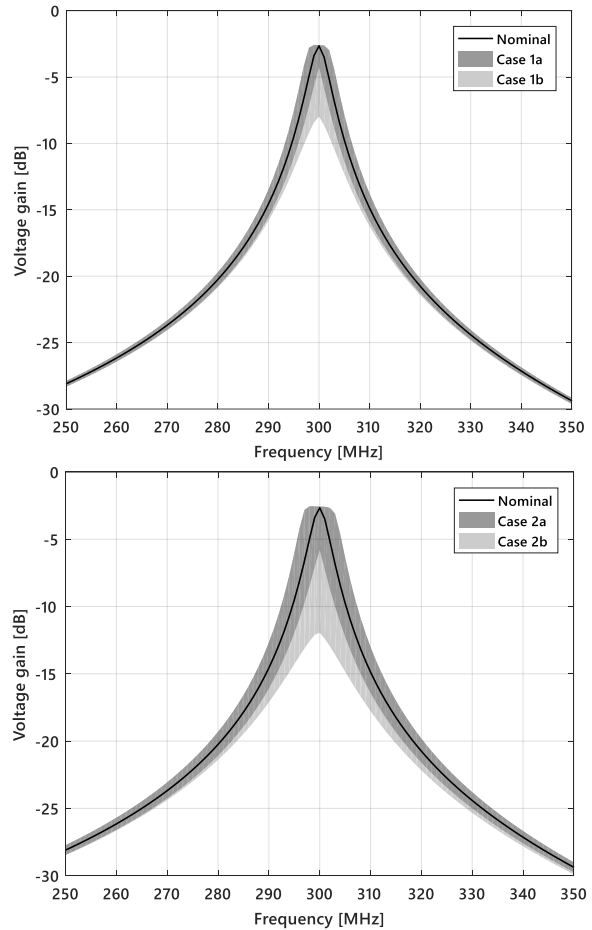 0
-5
-10
-15
-20
-25
-30
Voltage gain [dB]
Nominal
Case 1a
Case 1b
250 260 270 280 290 300 310 320 330 340 350
Frequency [MHz]
0
-5
-10
-15
-20
-25
-30
Voltage gain [dB]
Nominal
Case 2a
Case 2b
250 260 270 280 290 300 310 320 330 340 350
Frequency [MHz]